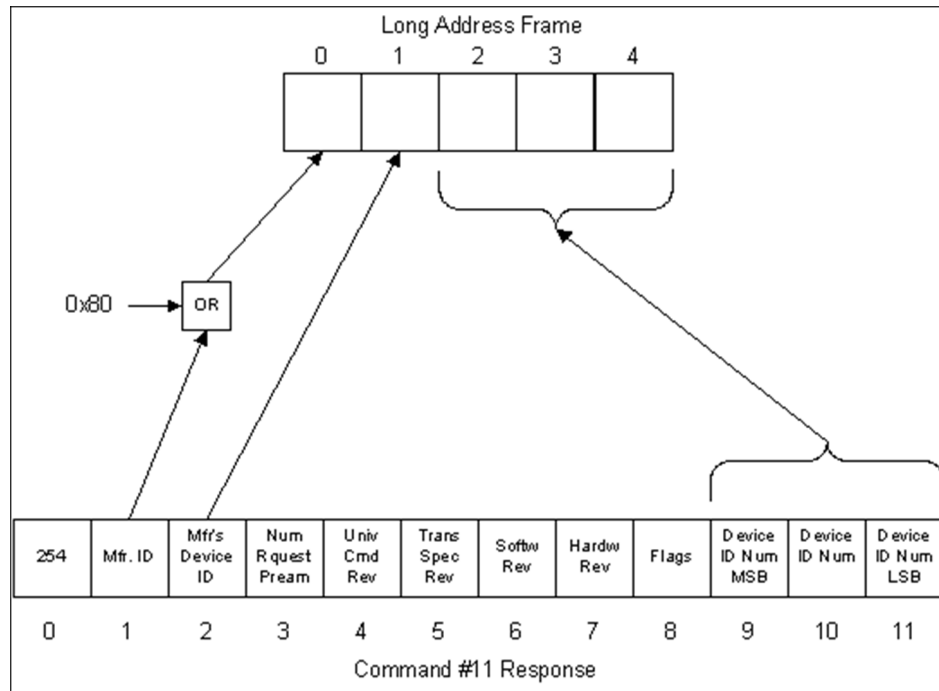 Long Address Frame
0 1 2 3 4
0x80
OR
254
Mfr. ID
Mfr's
Device
ID
Num
Rquest
Pream
Univ
Cmd
Rev
Trans
Spec
Rev
Softw
Rev
Hardw
Rev
Flags
Device
ID Num
MSB
Device
ID Num
Device
ID Num
LSB
0 1 2 3 4 5 6 7 8 9 10 11
Command #11 Response